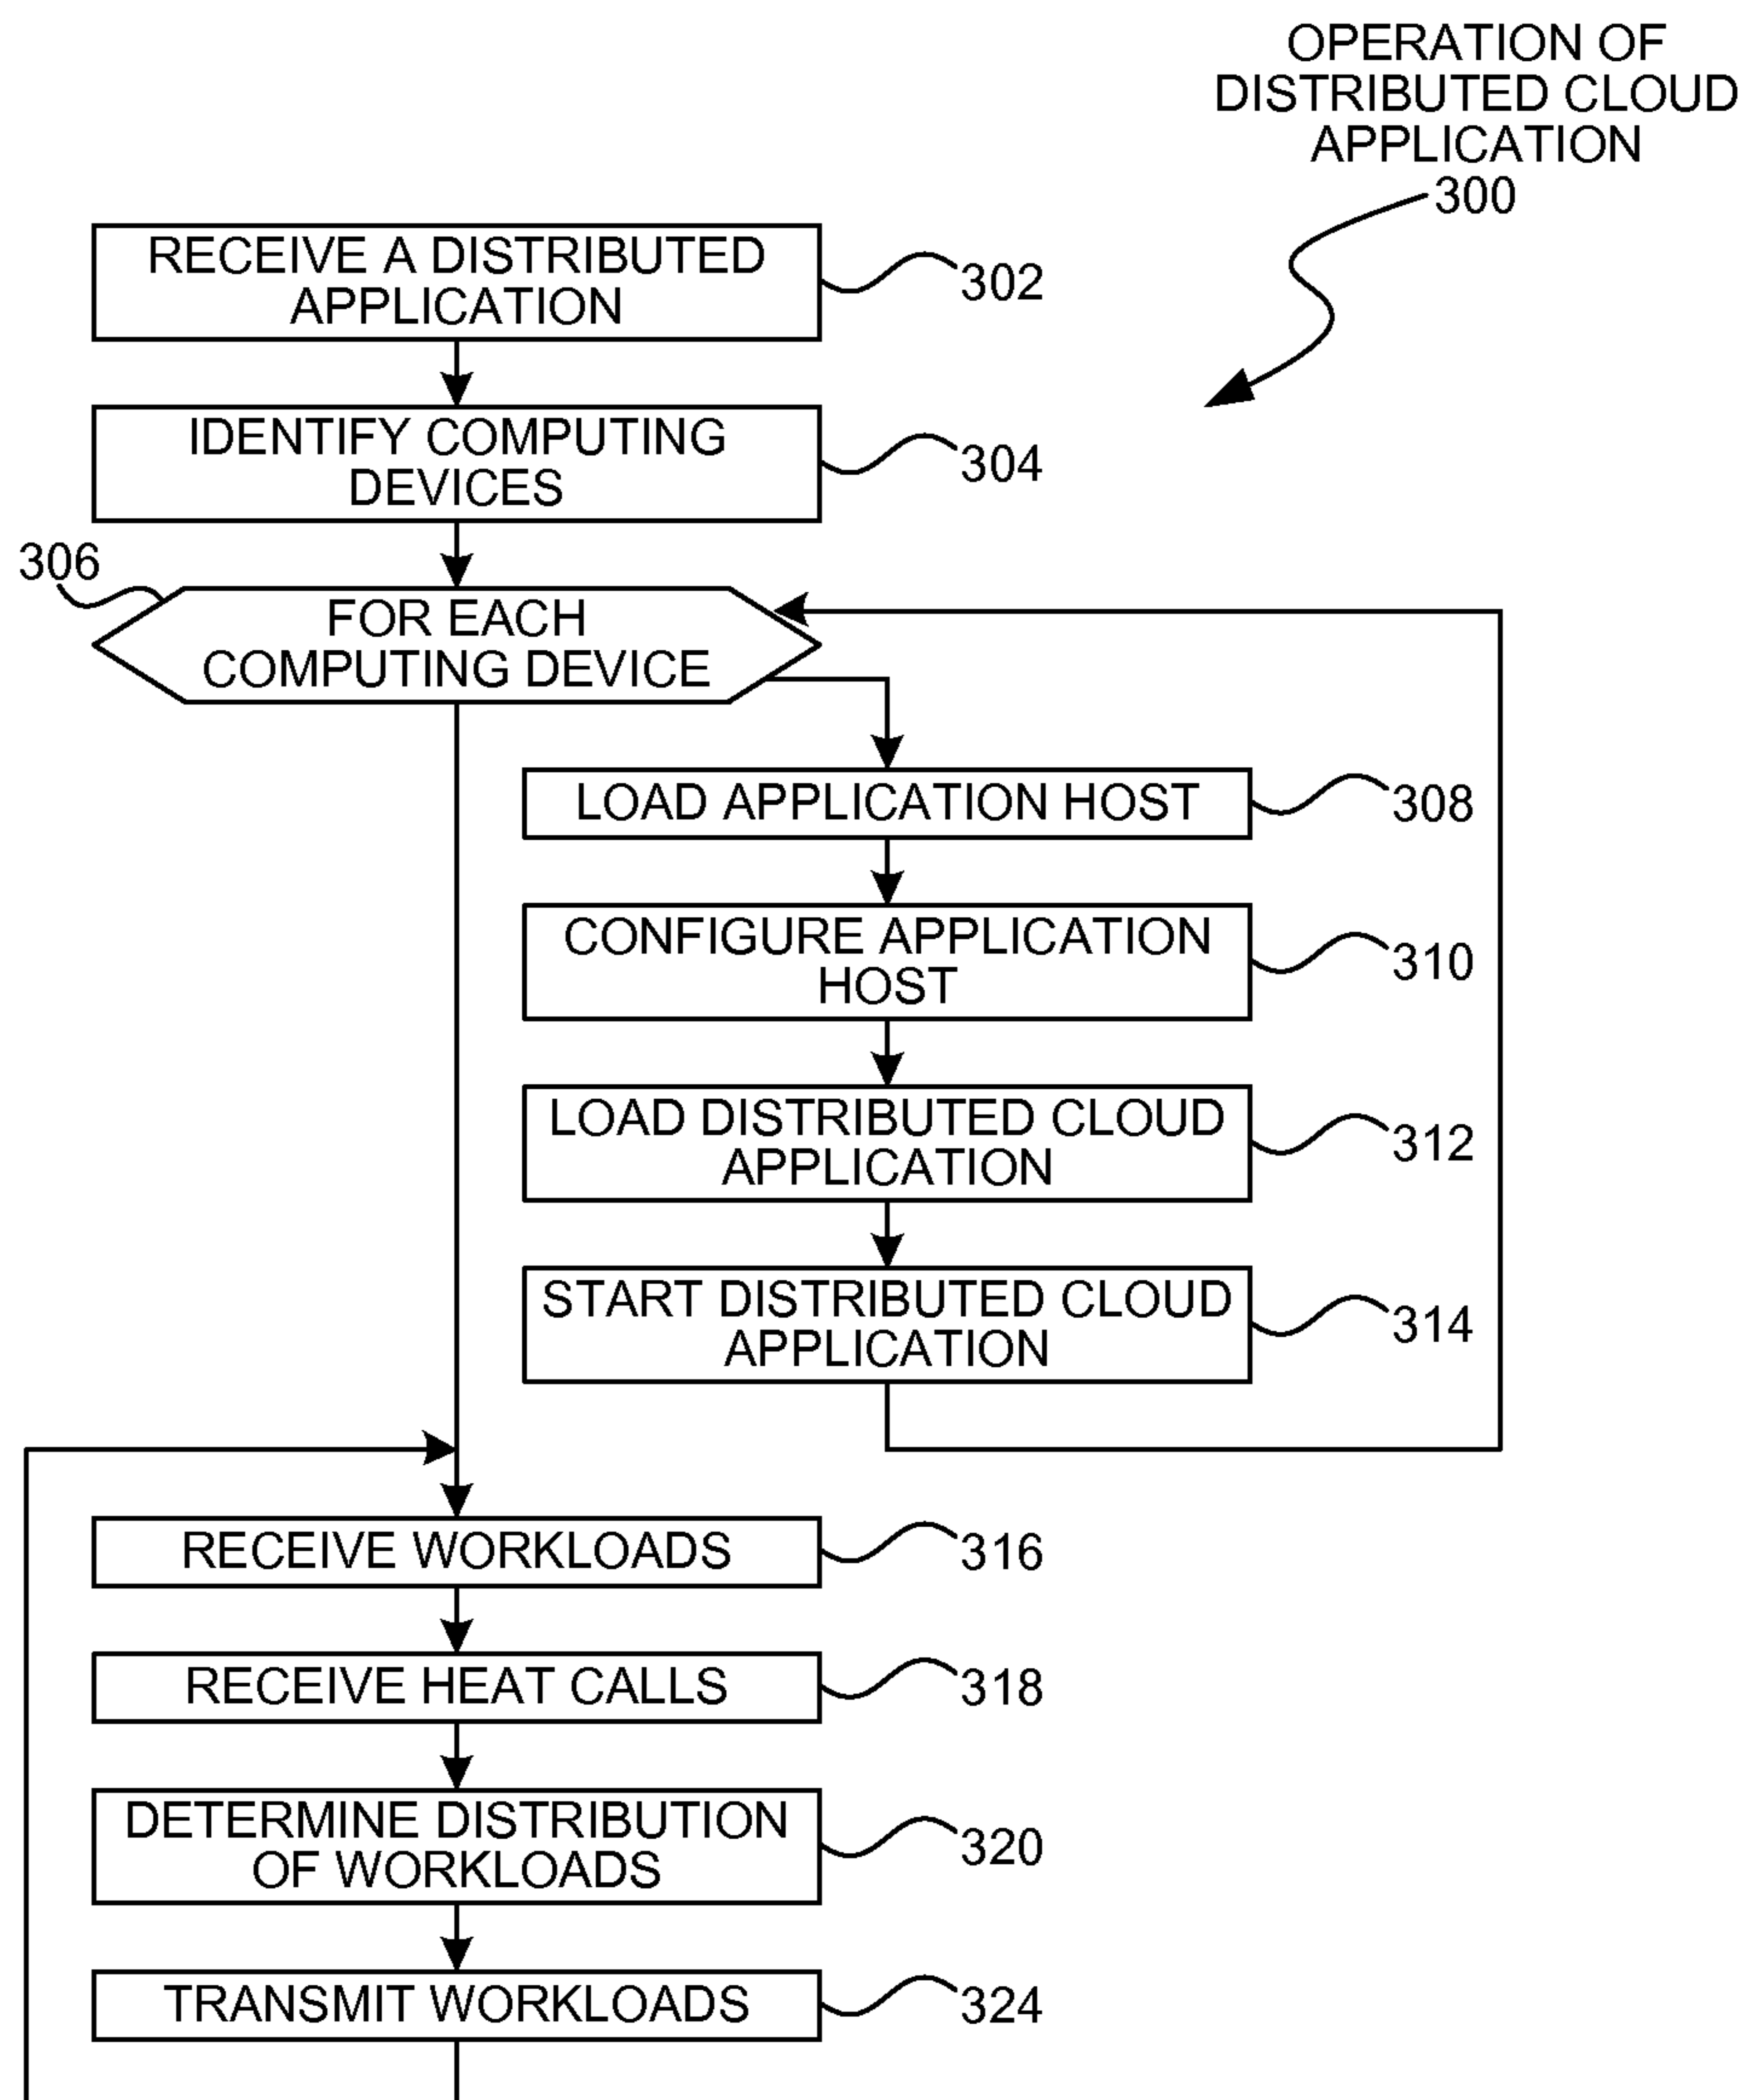 OPERATION OF
DISTRIBUTED CLOUD
APPLICATION
300
RECEIVE A DISTRIBUTED
APPLICATION
302
IDENTIFY COMPUTING
DEVICES
304
306
FOR EACH
COMPUTING DEVICE
LOAD APPLICATION HOST
308
CONFIGURE APPLICATION
HOST
310
LOAD DISTRIBUTED CLOUD
APPLICATION
312
START DISTRIBUTED CLOUD
APPLICATION
314
RECEIVE WORKLOADS
316
RECEIVE HEAT CALLS
318
DETERMINE DISTRIBUTION
OF WORKLOADS
320
TRANSMIT WORKLOADS
324